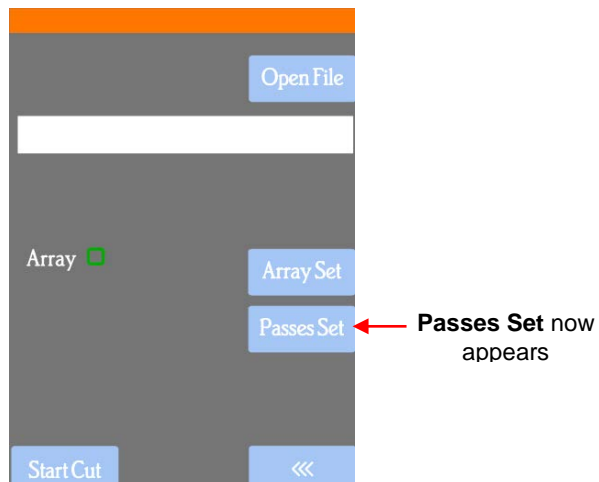 Open File
Array
Array Set
Passes Set
Passes Set now
appears
Start Cut
<<<